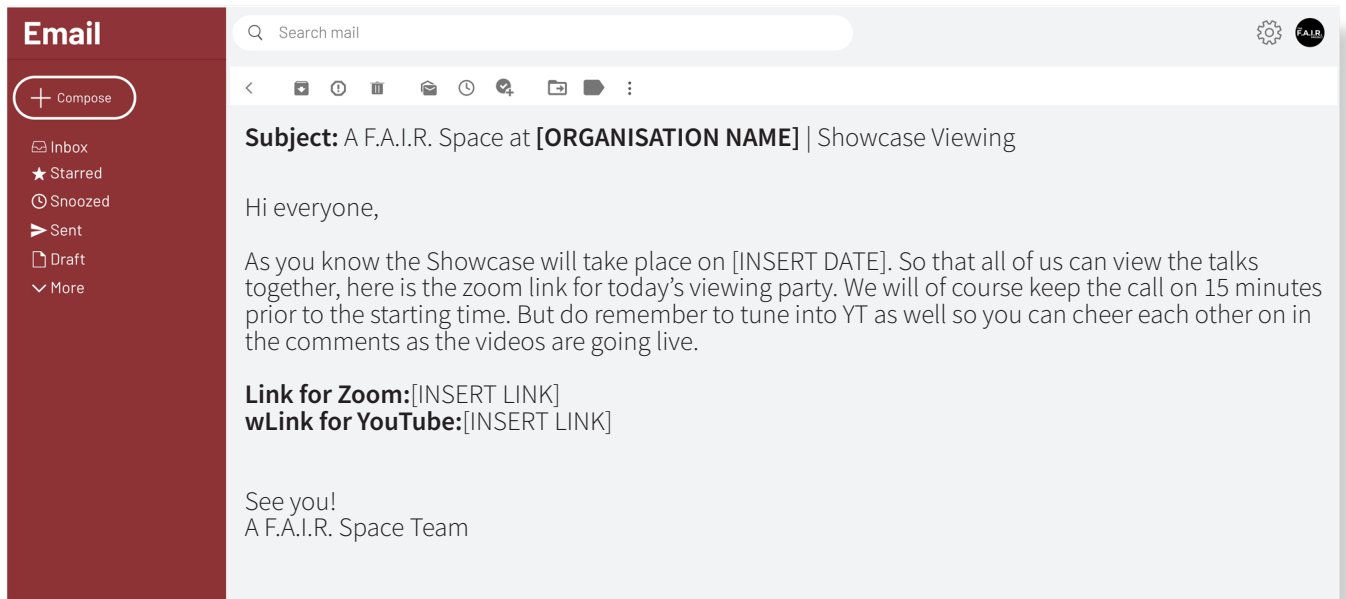 Email
Search mail
F.A.I.R.
Compose
Inbox
Starred
Snoozed
Sent
Draft
More
Subject: A F.A.I.R. Space at [ORGANISATION NAME] | Showcase Viewing
Hi everyone,
As you know the Showcase will take place on [INSERT DATE]. So that all of us can view the talks
together, here is the zoom link for today’s viewing party. We will of course keep the call on 15 minutes
prior to the starting time. But do remember to tune into YT as well so you can cheer each other on in
the comments as the videos are going live.
Link for Zoom:[INSERT LINK]
wLink for YouTube:[INSERT LINK]
See you!
A F.A.I.R. Space Team